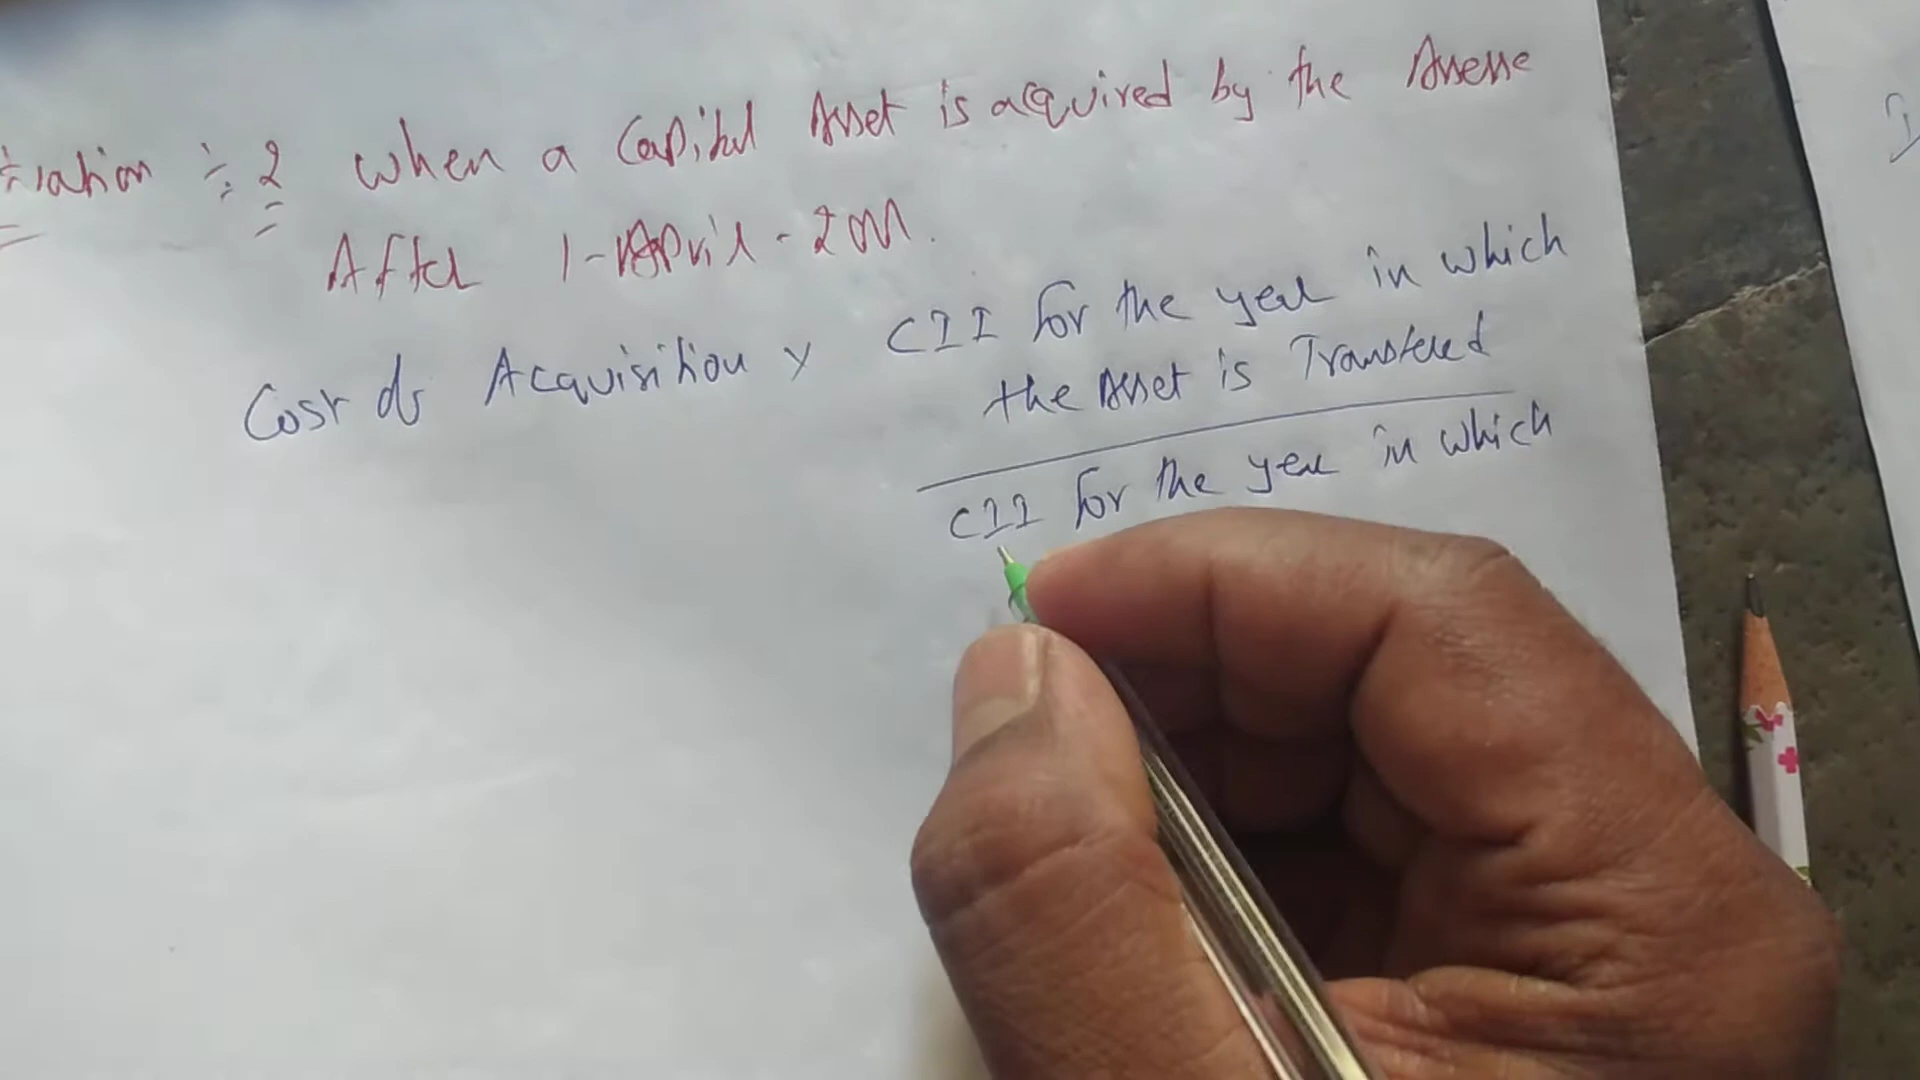 when a Capital Asset is acquired by the Assesse
After 1-April-2001.
Cost of Acquisition x CII for the year in which
the Asset is Transfered
CII for the year in which